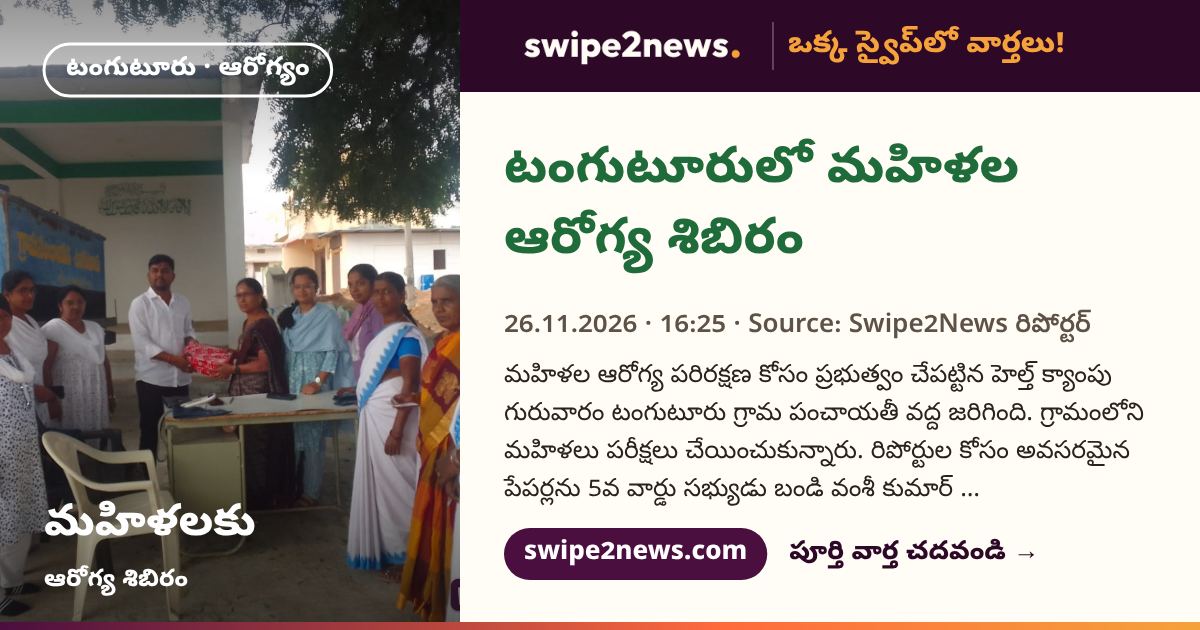 టంగుటూరు · ఆరోగ్యం
swipe2news.
ఒక్క స్వైప్‌లో వార్తలు!
టంగుటూరులో మహిళల
ఆరోగ్య శిబిరం
26.11.2026 · 16:25 · Source: Swipe2News రిపోర్టర్
మహిళల ఆరోగ్య పరిరక్షణ కోసం ప్రభుత్వం చేపట్టిన హెల్త్ క్యాంపు
గురువారం టంగుటూరు గ్రామ పంచాయతీ వద్ద జరిగింది. గ్రామంలోని
మహిళలు పరీక్షలు చేయించుకున్నారు. రిపోర్టుల కోసం అవసరమైన
పేపర్లను 5వ వార్డు సభ్యుడు బండి వంశీ కుమార్ ...
swipe2news.com
పూర్తి వార్త చదవండి →
మహిళలకు
ఆరోగ్య శిబిరం